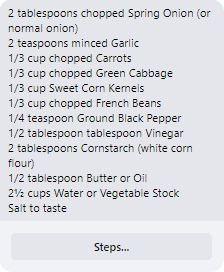 2 tablespoons chopped Spring Onion (or
normal onion)
2 teaspoons minced Garlic
1/3 cup chopped Carrots
1/3 cup chopped Green Cabbage
1/3 cup Sweet Corn Kernels
1/3 cup chopped French Beans
1/4 teaspoon Ground Black Pepper
1/2 tablespoon tablespoon Vinegar
2 tablespoons Cornstarch (white corn
flour)
1/2 tablespoon Butter or Oil
2½ cups Water or Vegetable Stock
Salt to taste
Steps...